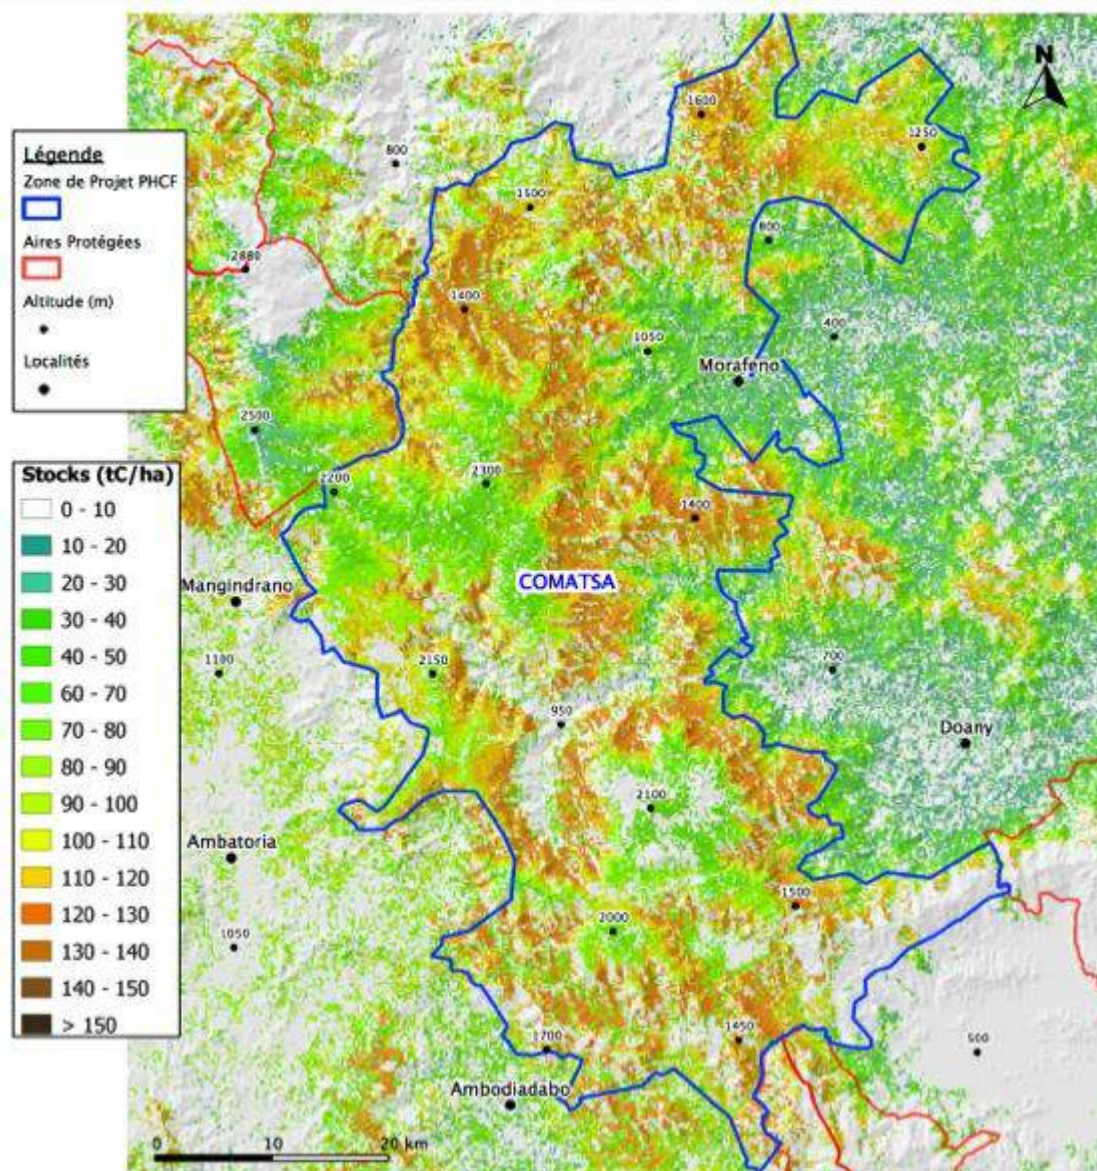 N
1600
1250
Légende
Zone de Projet PHCF
Aires Protégées
Altitude (m)
Localités
800
1500
800
2880
1400
400
1050
Morafeno
2500
2300
2200
1400
Stocks (tC/ha)
0 - 10
10 - 20
20 - 30
30 - 40
40 - 50
60 - 70
70 - 80
80 - 90
90 - 100
100 - 110
110 - 120
120 - 130
130 - 140
140 - 150
> 150
COMATSA
Mangindrano
1100
2150
700
950
Doany
2100
Ambatoria
1500
2000
1050
1450
1700
500
Ambodiadabo
0 10 20 km